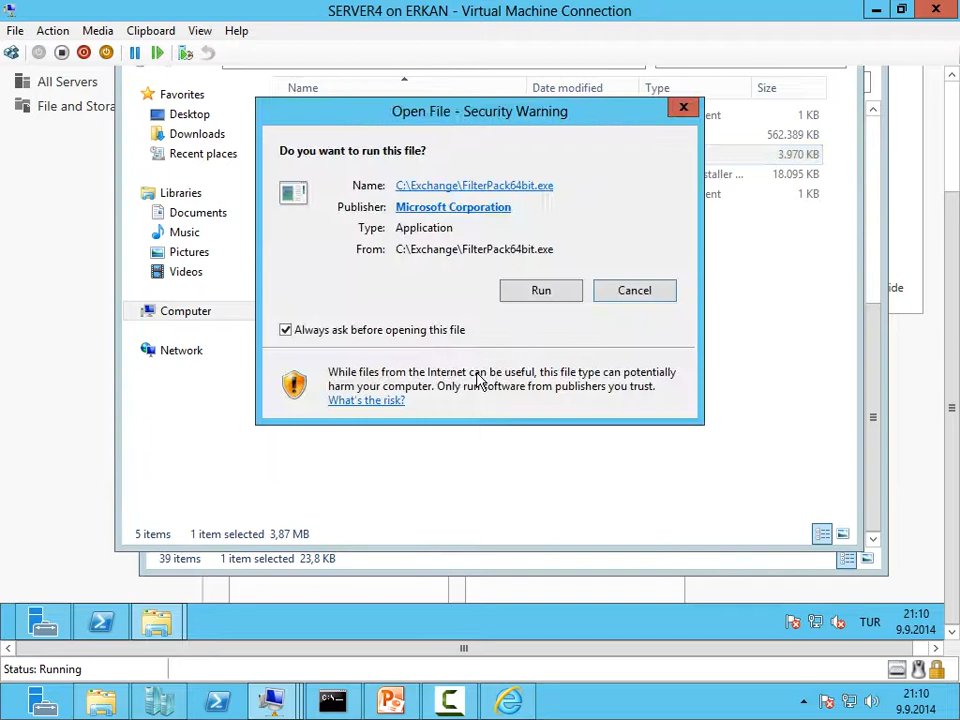 SERVER4 on ERKAN - Virtual Machine Connection
File Action Media Clipboard View Help
All Servers
File and Stora
Name Date modified Type Size
Favorites
Desktop
Downloads
Recent places
Libraries
Documents
Music
Pictures
Videos
Computer
Network
ent 1 KB
562.389 KB
3.970 KB
staller ... 18.095 KB
ent 1 KB
ide
Open File - Security Warning
Do you want to run this file?
Name: C:\Exchange\FilterPack64bit.exe
Publisher: Microsoft Corporation
Type: Application
From: C:\Exchange\FilterPack64bit.exe
Run Cancel
Always ask before opening this file
While files from the Internet can be useful, this file type can potentially
harm your computer. Only run software from publishers you trust.
What's the risk?
5 items 1 item selected 3,87 MB
39 items 1 item selected 23,8 KB
TUR 21:10
9.9.2014
Status: Running
21:10
9.9.2014